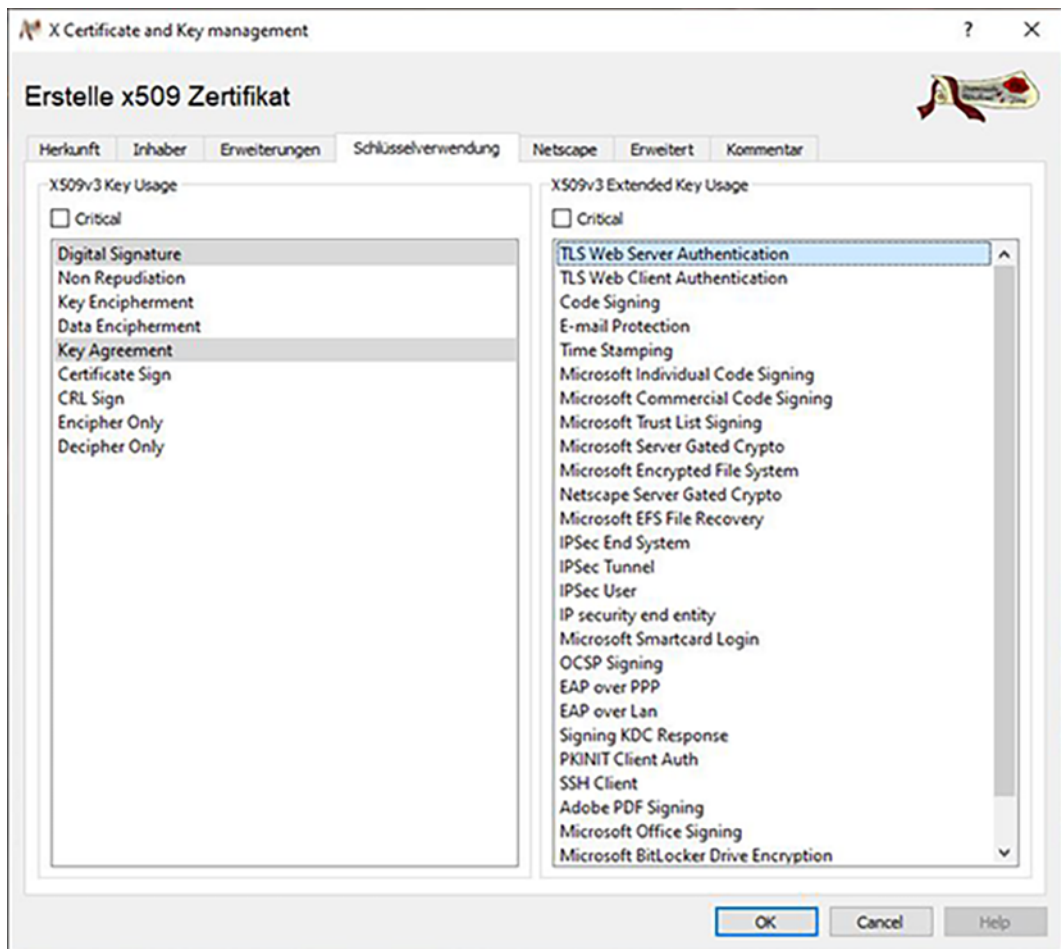 X Certificate and Key management
Erstelle x509 Zertifikat
Herkunft Inhaber Erweiterungen Schlüsselverwendung Netscape Erweitert Kommentar
X509v3 Key Usage
Critical
Digital Signature
Non Repudiation
Key Encipherment
Data Encipherment
Key Agreement
Certificate Sign
CRL Sign
Encipher Only
Decipher Only
X509v3 Extended Key Usage
Critical
TLS Web Server Authentication
TLS Web Client Authentication
Code Signing
E-mail Protection
Time Stamping
Microsoft Individual Code Signing
Microsoft Commercial Code Signing
Microsoft Trust List Signing
Microsoft Server Gated Crypto
Microsoft Encrypted File System
Netscape Server Gated Crypto
Microsoft EFS File Recovery
IPSec End System
IPSec Tunnel
IPSec User
IP security end entity
Microsoft Smartcard Login
OCSP Signing
EAP over PPP
EAP over Lan
Signing KDC Response
PKINIT Client Auth
SSH Client
Adobe PDF Signing
Microsoft Office Signing
Microsoft BitLocker Drive Encryption
OK Cancel Help